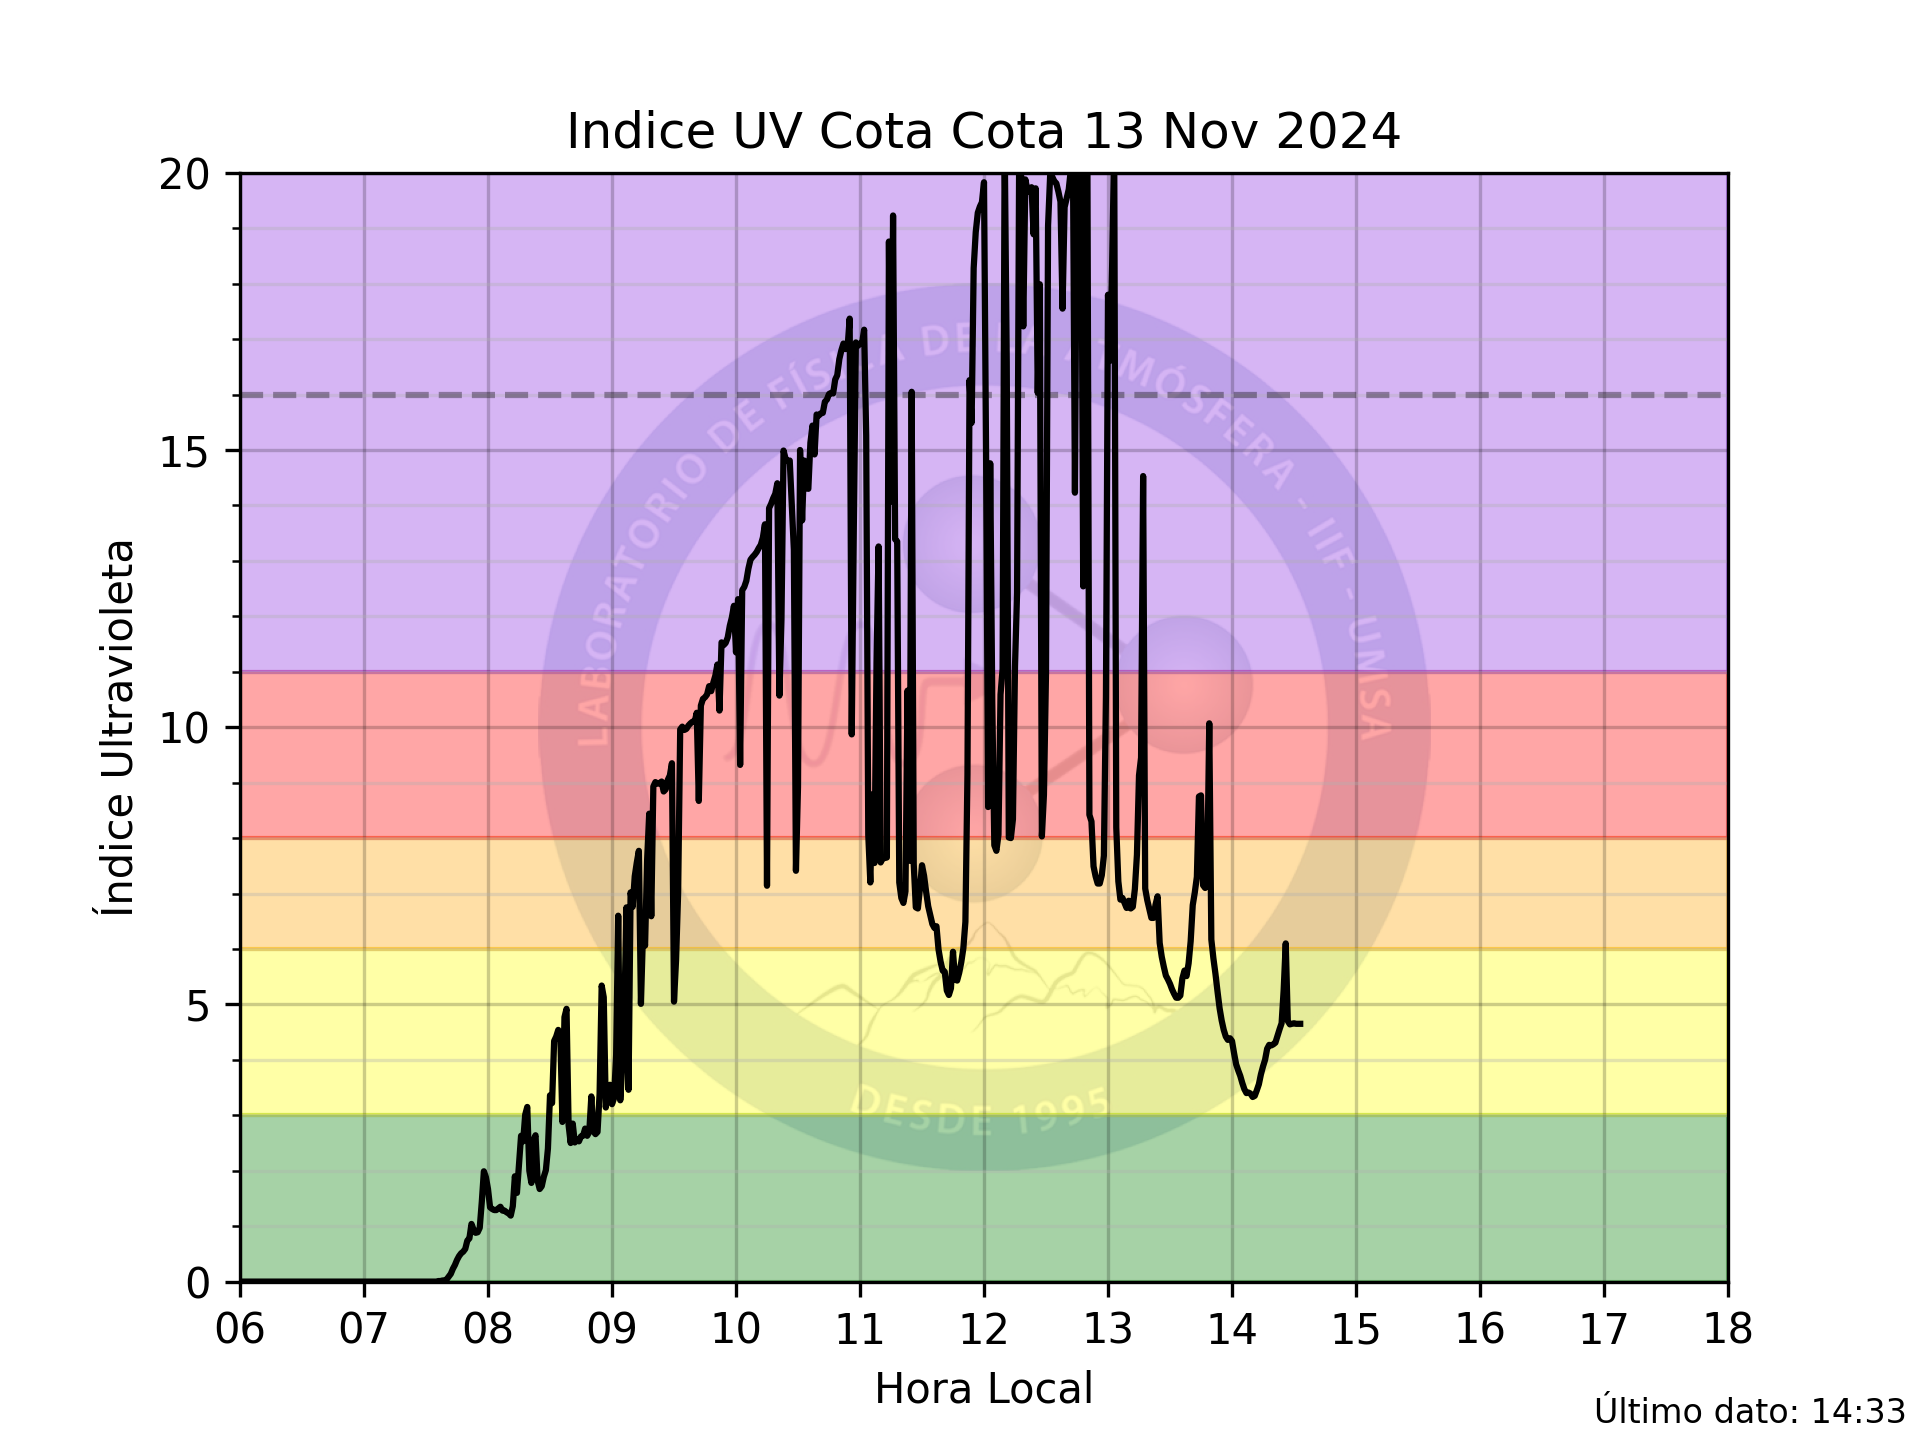 Indice UV Cota Cota 13 Nov 2024
20
15
10
5
0
Índice Ultravioleta
LABORATORIO DE FÍSICA DE LA ATMÓSFERA - IIF - UMSA
DESDE 1995
06 07 08 09 10 11 12 13 14 15 16 17 18
Hora Local
Último dato: 14:33